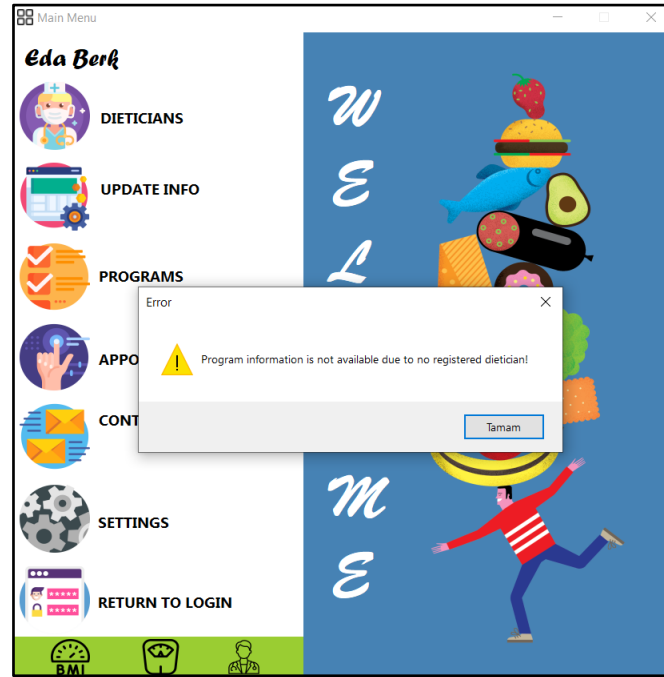 Main Menu
Eda Berk
DIETICIANS
UPDATE INFO
PROGRAMS
APPO
CONT
SETTINGS
RETURN TO LOGIN
BMI
W
E
L
M
E
Error
Program information is not available due to no registered dietician!
Tamam